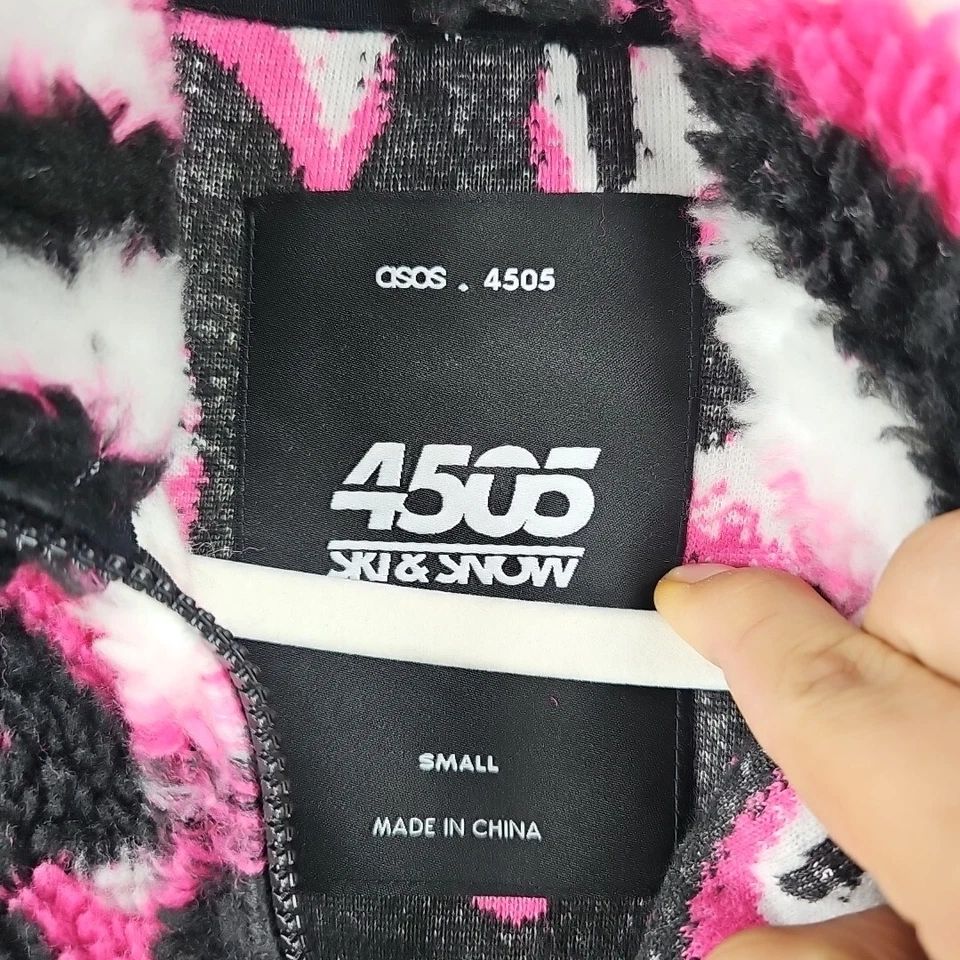 asos . 4505
4505
SKI & SNOW
SMALL
MADE IN CHINA